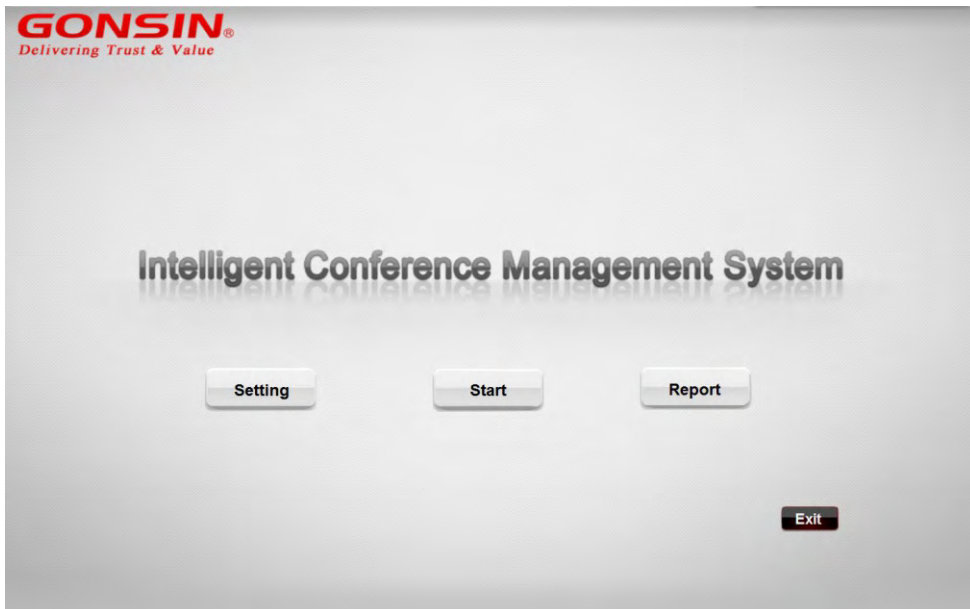 GONSIN®
Delivering Trust & Value
Intelligent Conference Management System
Setting
Start
Report
Exit